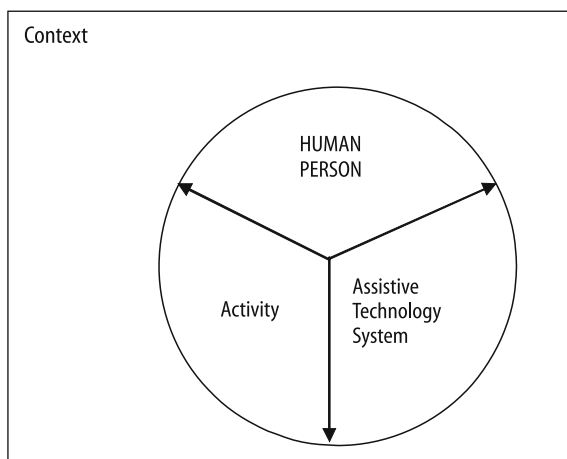 Context
HUMAN
PERSON
Activity
Assistive
Technology
System